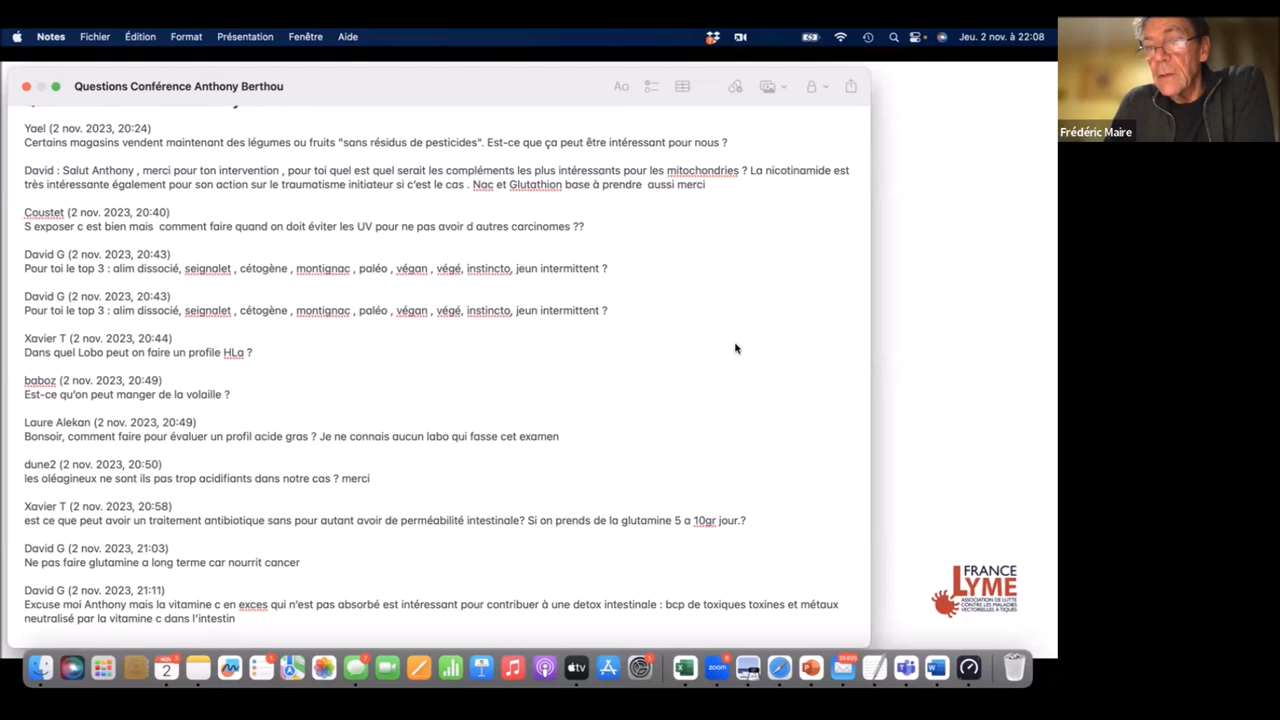 Notes Fichier Édition Format Présentation Fenêtre Aide
Jeu. 2 nov. à 22:08
Questions Conférence Anthony Berthou
Aa
Yael (2 nov. 2023, 20:24)
Certains magasins vendent maintenant des légumes ou fruits "sans résidus de pesticides". Est-ce que ça peut être intéressant pour nous ?
David : Salut Anthony , merci pour ton intervention , pour toi quel est quel serait les compléments les plus intéressants pour les mitochondries ? La nicotinamide est
très intéressante également pour son action sur le traumatisme initiateur si c'est le cas . Nac et Glutathion base à prendre  aussi merci
Coustet (2 nov. 2023, 20:40)
S exposer c est bien mais  comment faire quand on doit éviter les UV pour ne pas avoir d autres carcinomes ??
David G (2 nov. 2023, 20:43)
Pour toi le top 3 : alim dissocié, seignalet , cétogène , montignac , paléo , végan , végé, instincto, jeun intermittent ?
David G (2 nov. 2023, 20:43)
Pour toi le top 3 : alim dissocié, seignalet , cétogène , montignac , paléo , végan , végé, instincto, jeun intermittent ?
Xavier T (2 nov. 2023, 20:44)
Dans quel Lobo peut on faire un profile HLa ?
baboz (2 nov. 2023, 20:49)
Est-ce qu'on peut manger de la volaille ?
Laure Alekan (2 nov. 2023, 20:49)
Bonsoir, comment faire pour évaluer un profil acide gras ? Je ne connais aucun labo qui fasse cet examen
dune2 (2 nov. 2023, 20:50)
les oléagineux ne sont ils pas trop acidifiants dans notre cas ? merci
Xavier T (2 nov. 2023, 20:58)
est ce que peut avoir un traitement antibiotique sans pour autant avoir de perméabilité intestinale? Si on prends de la glutamine 5 a 10gr jour.?
David G (2 nov. 2023, 21:03)
Ne pas faire glutamine a long terme car nourrit cancer
David G (2 nov. 2023, 21:11)
Excuse moi Anthony mais la vitamine c en exces qui n'est pas absorbé est intéressant pour contribuer à une detox intestinale : bcp de toxiques toxines et métaux
neutralisé par la vitamine c dans l'intestin
Frédéric Maire
FRANCE
LYME
ASSOCIATION DE LUTTE
CONTRE LES MALADIES
VECTORIELLES À TIQUES
2
tv
zoom